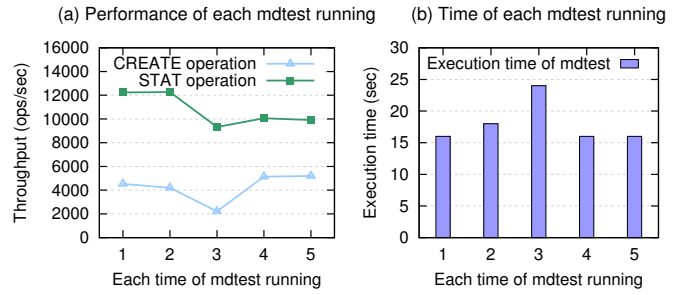 (a) Performance of each mdtest running
16000
14000
12000
10000
8000
6000
4000
2000
0
Throughput (ops/sec)
CREATE operation
STAT operation
1 2 3 4 5
Each time of mdtest running
(b) Time of each mdtest running
30
25
20
15
10
5
0
Execution time (sec)
Execution time of mdtest
1 2 3 4 5
Each time of mdtest running